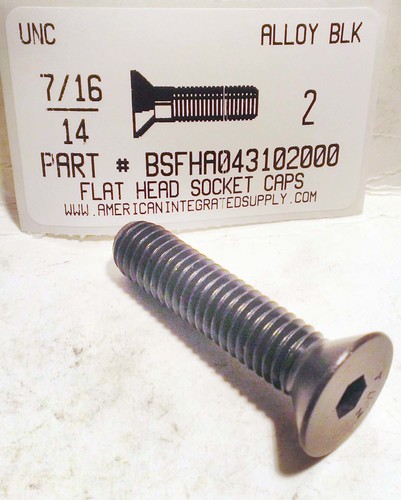 UNC ALLOY BLK
7/16
14
2
PART # BSFHA043102000
FLAT HEAD SOCKET CAPS
WWW.AMERICANINTEGRATEDSUPPLY.COM